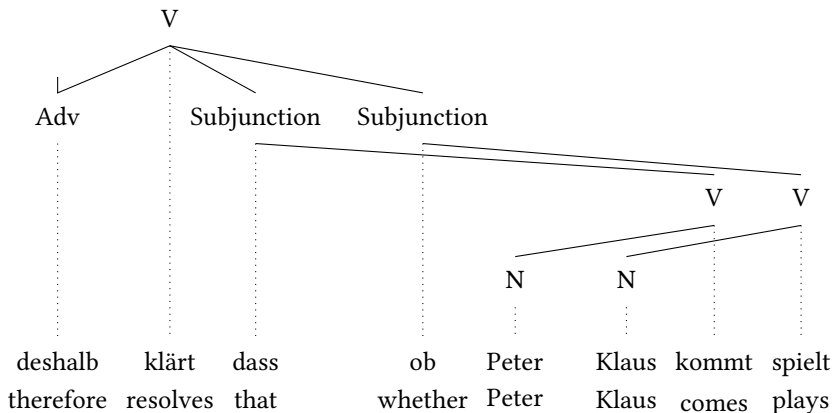 V
Adv Subjunction Subjunction
V V
N N
deshalb klärt dass ob Peter Klaus kommt spielt
therefore resolves that whether Peter Klaus comes plays